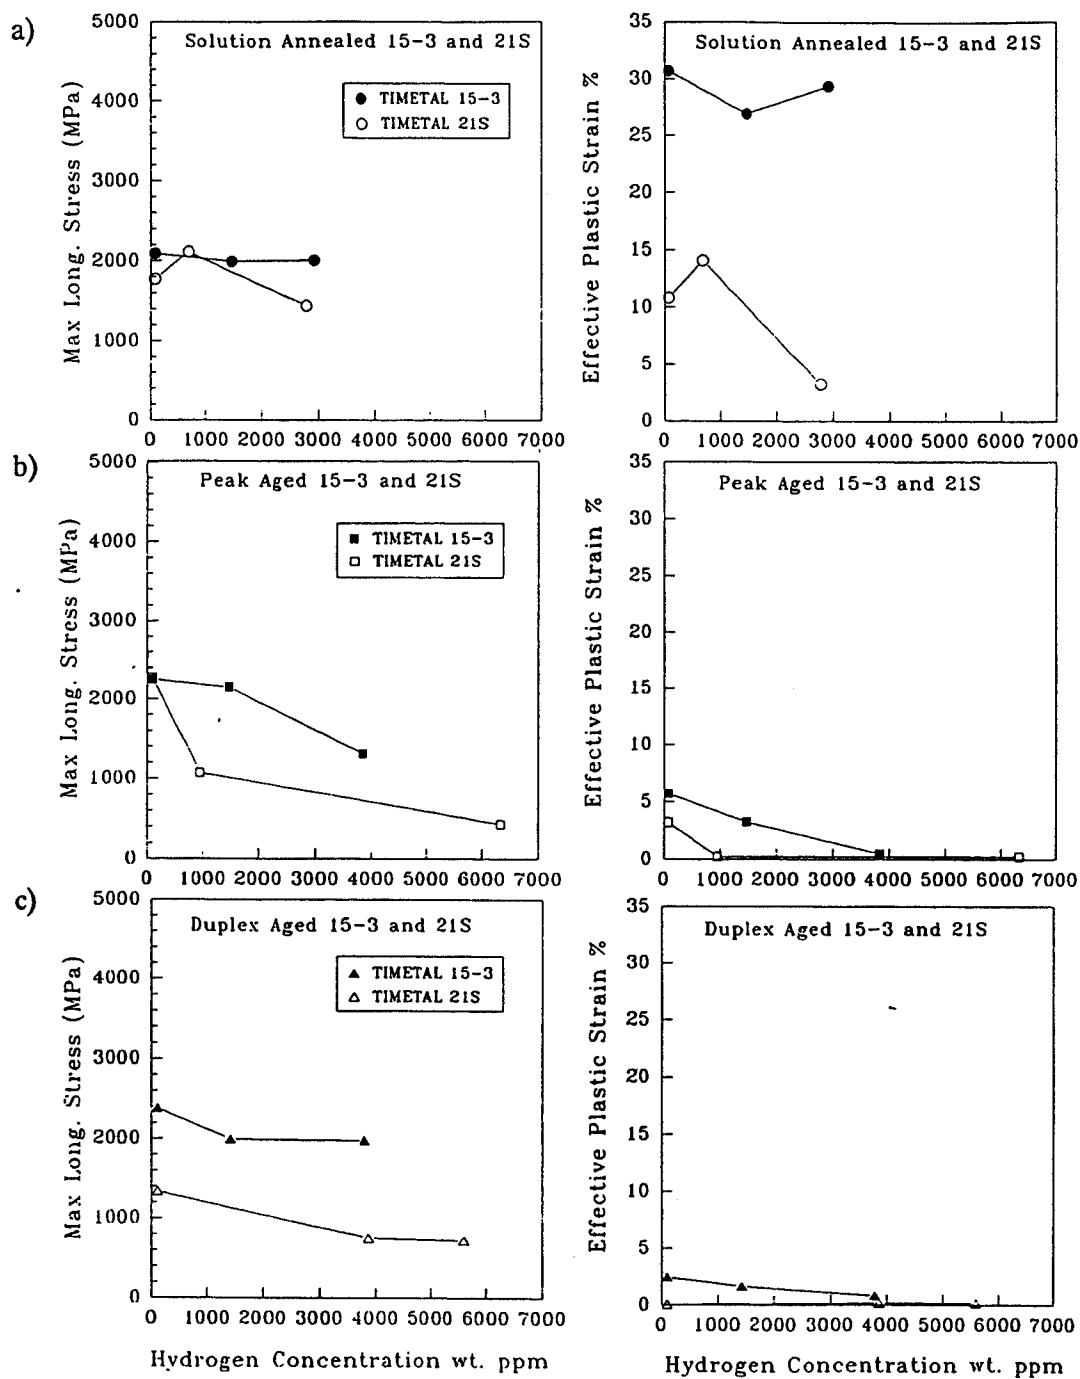 a)
Max Long. Stress (MPa)
5000
4000
3000
2000
1000
0
Solution Annealed 15-3 and 21S
TIMETAL 15-3
TIMETAL 21S
0 1000 2000 3000 4000 5000 6000 7000
Effective Plastic Strain %
35
30
25
20
15
10
5
0
Solution Annealed 15-3 and 21S
0 1000 2000 3000 4000 5000 6000 7000
b)
Max Long. Stress (MPa)
5000
4000
3000
2000
1000
0
Peak Aged 15-3 and 21S
TIMETAL 15-3
TIMETAL 21S
0 1000 2000 3000 4000 5000 6000 7000
Effective Plastic Strain %
35
30
25
20
15
10
5
0
Peak Aged 15-3 and 21S
0 1000 2000 3000 4000 5000 6000 7000
c)
Max Long. Stress (MPa)
5000
4000
3000
2000
1000
0
Duplex Aged 15-3 and 21S
TIMETAL 15-3
TIMETAL 21S
0 1000 2000 3000 4000 5000 6000 7000
Hydrogen Concentration wt. ppm
Effective Plastic Strain %
35
30
25
20
15
10
5
0
Duplex Aged 15-3 and 21S
0 1000 2000 3000 4000 5000 6000 7000
Hydrogen Concentration wt. ppm